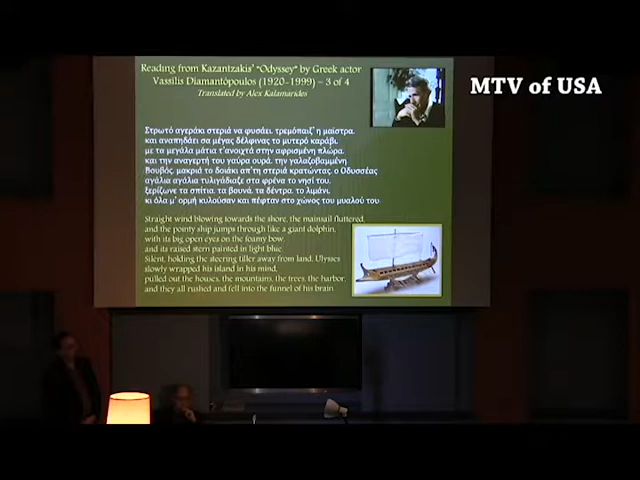 Reading from Kazantzakis' "Odyssey" by Greek actor
Vassilis Diamantópoulos (1920-1999) – 3 of 4
Translated by Alex Kalamarides
MTV of USA
Στρωτό αγεράκι στεριά να φυσάει, τρεμόπαιζ' η μαΐστρα,
και αναπηδάει σα μέγας δέλφινας το μυτερό καράβι,
με τα μεγάλα μάτια τ'ανοιχτά στην αφρισμένη πλώρα,
και την αναγερτή του γαύρα ουρά, την γαλαζοβαμμένη.
Βουβός, μακριά το δοιάκι απ'τη στεριά κρατώντας, ο Οδυσσέας
αγάλια αγάλια τυλιγάδιαζε στα φρένα το νησί του,
ξερίζωνε τα σπίτια, τα βουνά, τα δέντρα, το λιμάνι,
κι όλα μ' ορμή κυλούσαν και πέφταν στο χώνος του μυαλού του.
Straight wind blowing towards the shore, the mainsail fluttered,
and the pointy ship jumps through like a giant dolphin,
with its big open eyes on the foamy bow
and its raised stern painted in light blue.
Silent, holding the steering tiller away from land, Ulysses
slowly wrapped his island in his mind,
pulled out the houses, the mountains, the trees, the harbor,
and they all rushed and fell into the funnel of his brain.